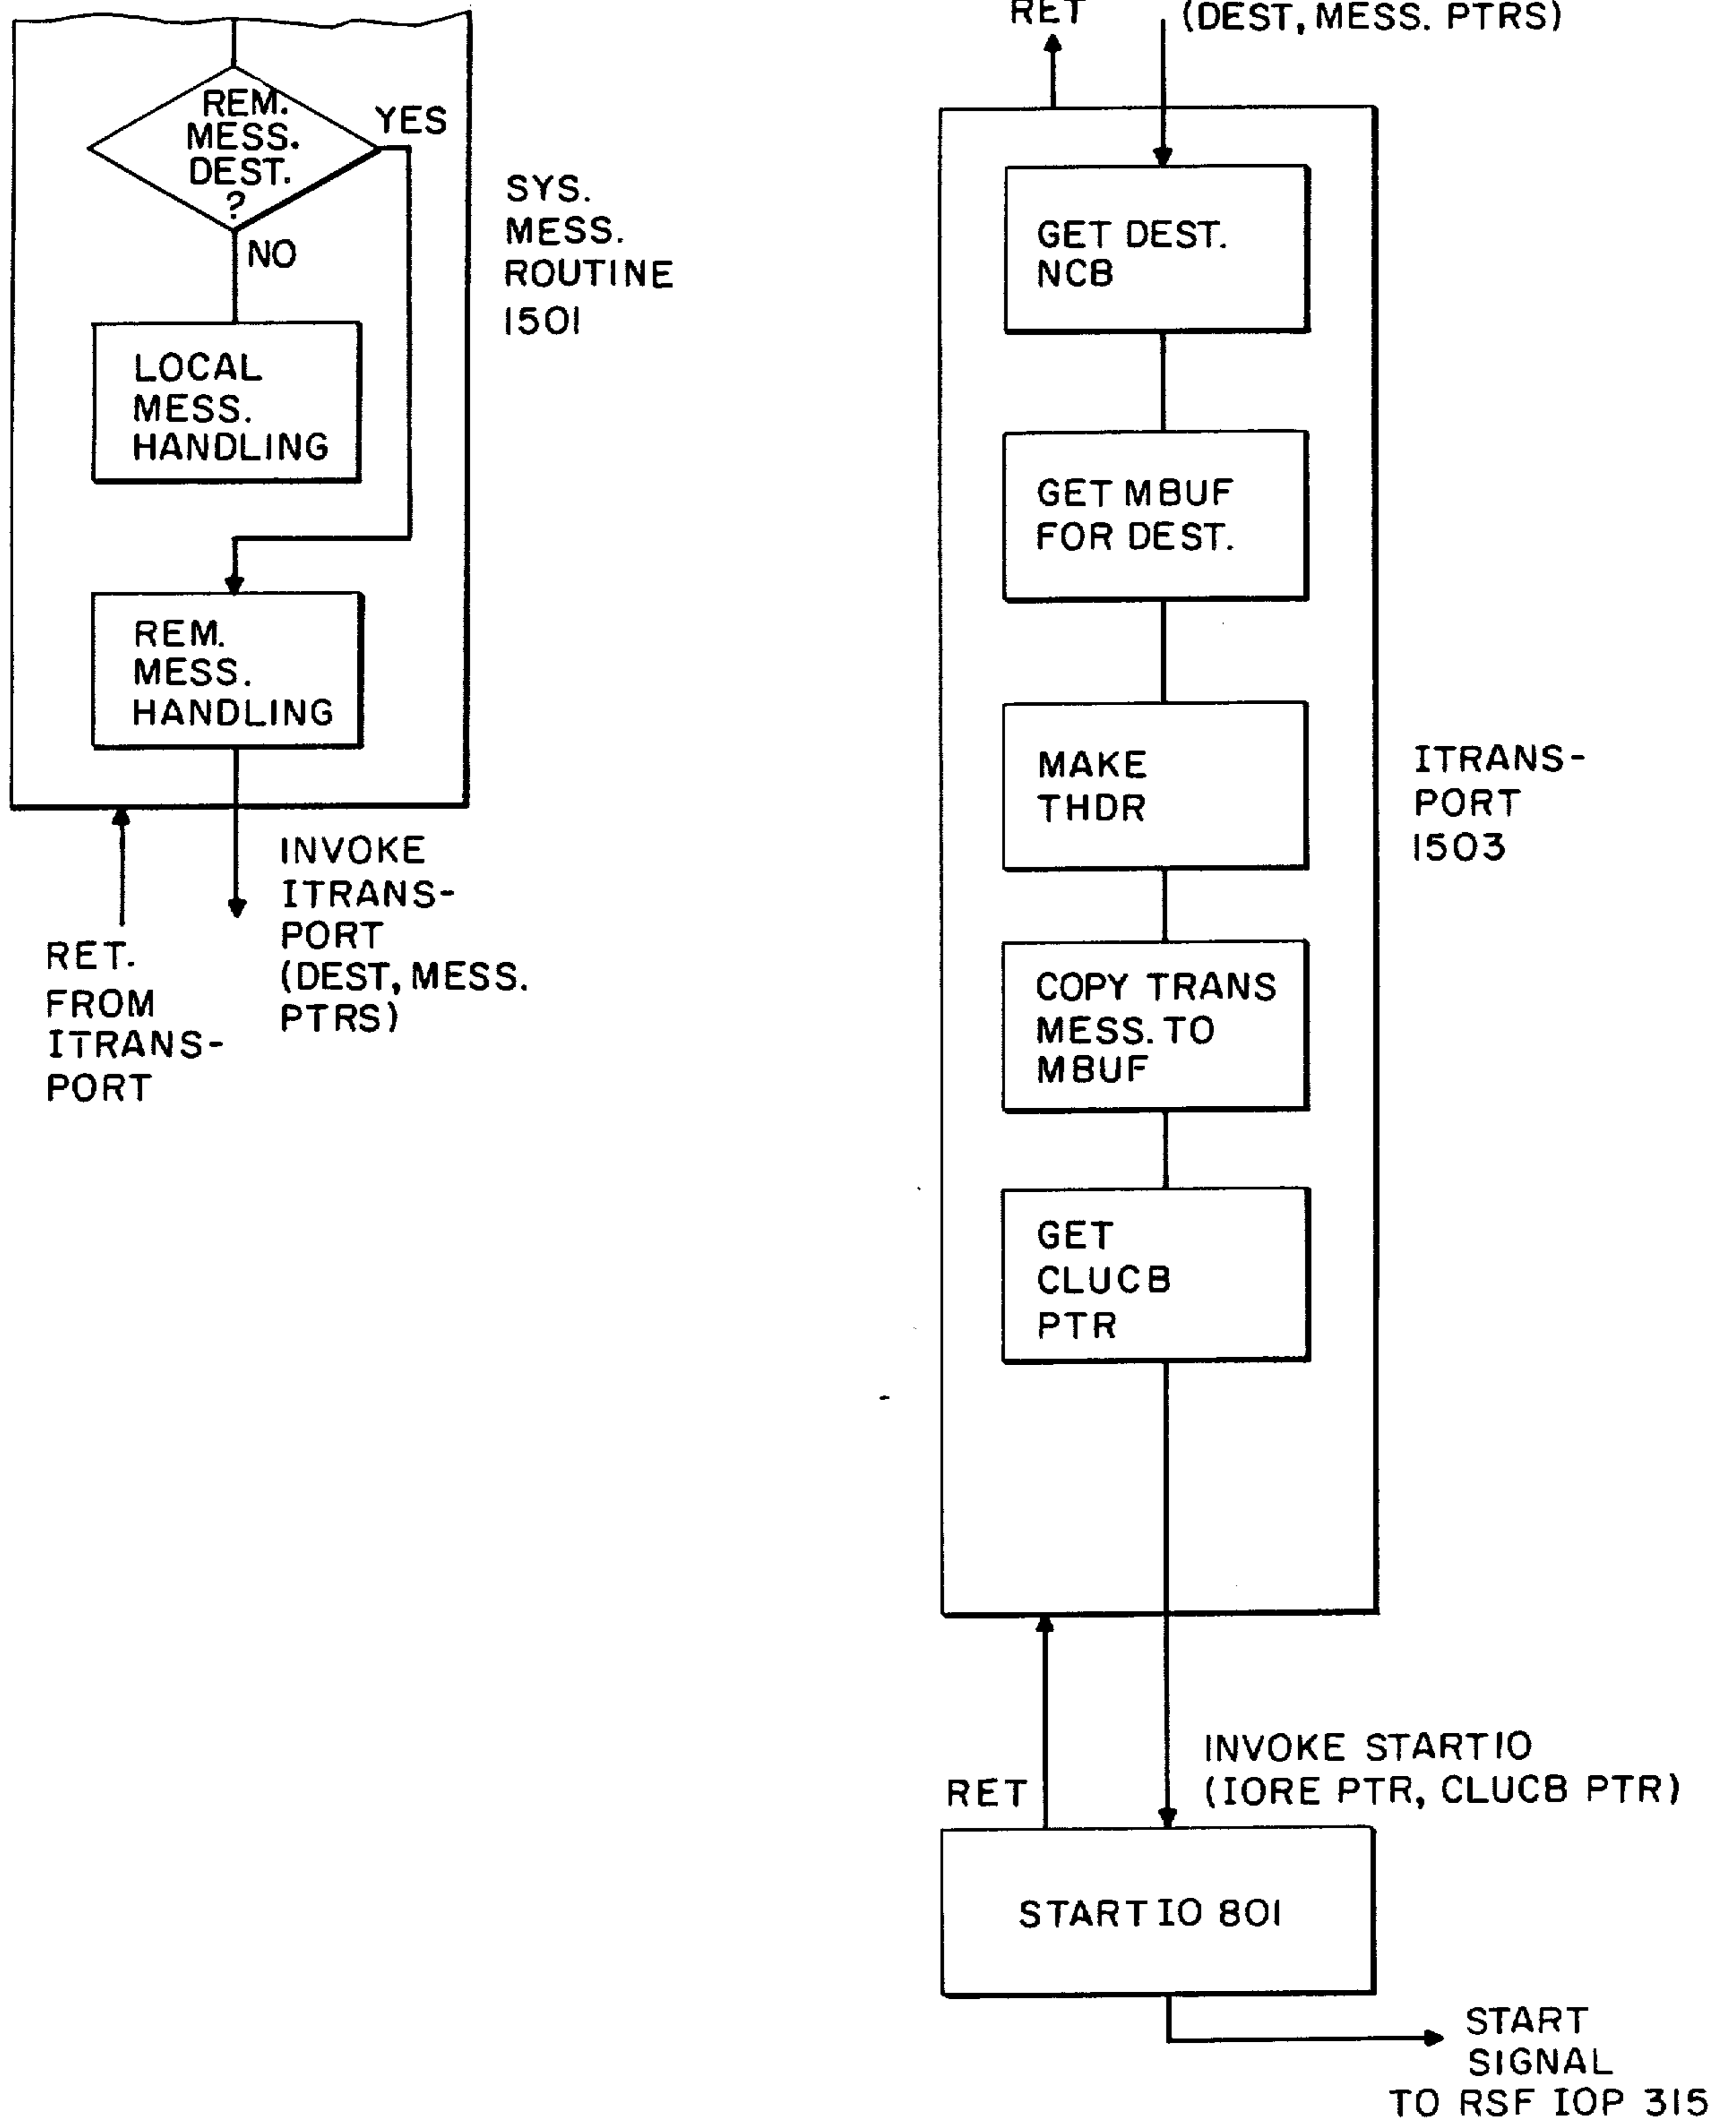 REM.
MESS.
DEST.
?
YES
NO
LOCAL
MESS.
HANDLING
REM.
MESS.
HANDLING
SYS.
MESS.
ROUTINE
1501
RET.
FROM
ITRANS-
PORT
INVOKE
ITRANS-
PORT
(DEST, MESS.
PTRS)
RET
(DEST, MESS. PTRS)
GET DEST.
NCB
GET MBUF
FOR DEST.
MAKE
THDR
COPY TRANS
MESS. TO
MBUF
GET
CLUCB
PTR
ITRANS-
PORT
1503
RET
INVOKE STARTIO
(IORE PTR, CLUCB PTR)
STARTIO 801
START
SIGNAL
TO RSF IOP 315